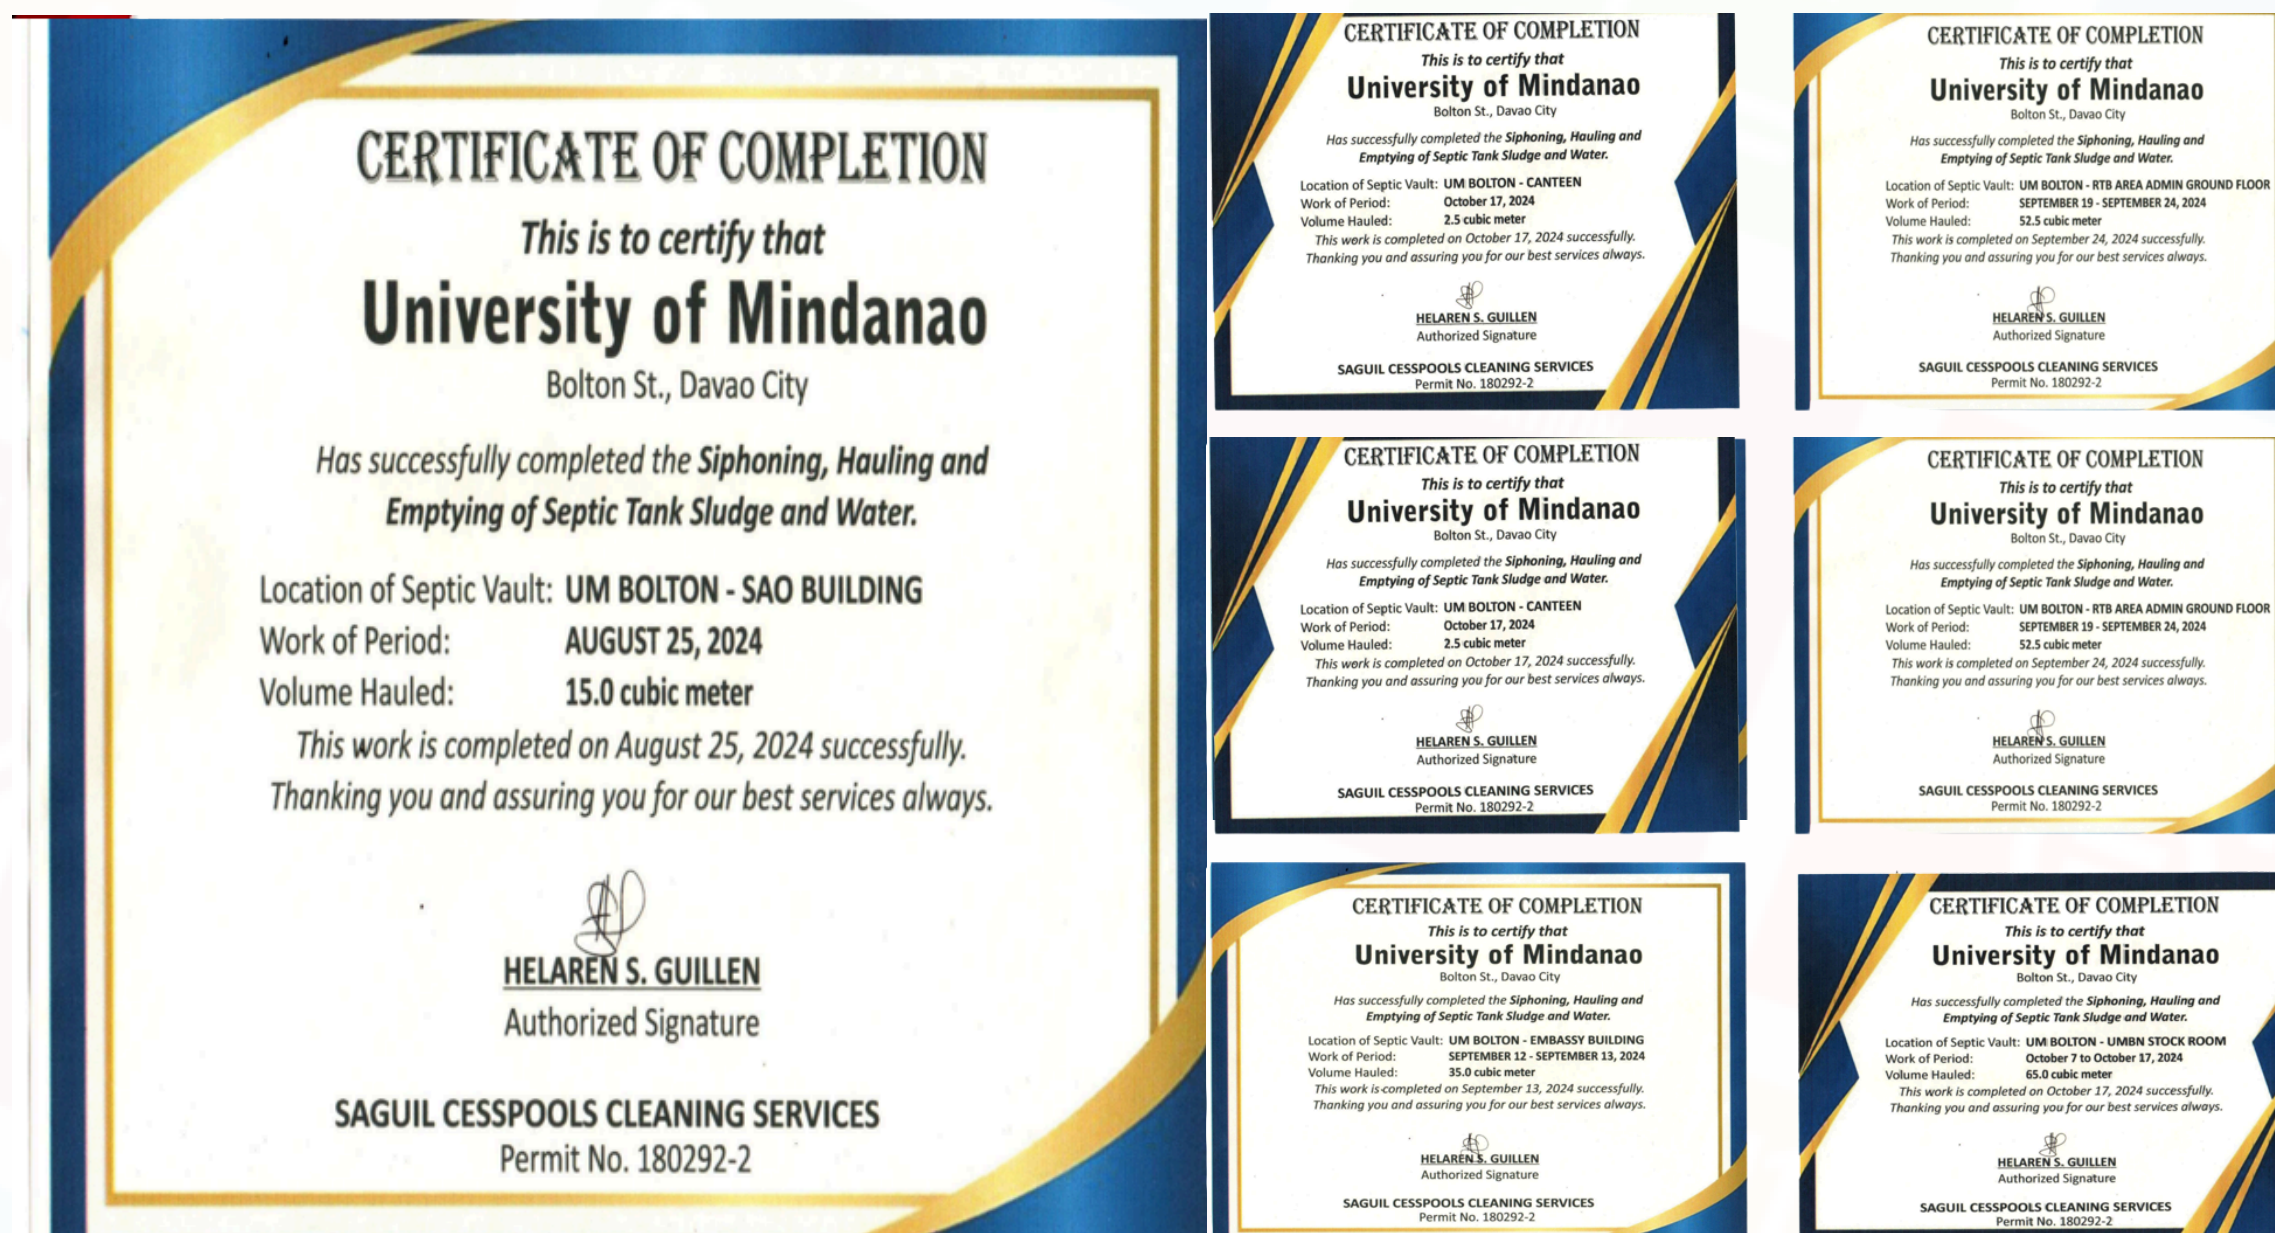 CERTIFICATE OF COMPLETION
This is to certify that
University of Mindanao
Bolton St., Davao City
Has successfully completed the Siphoning, Hauling and
Emptying of Septic Tank Sludge and Water.
Location of Septic Vault: UM BOLTON - SAO BUILDING
Work of Period: AUGUST 25, 2024
Volume Hauled: 15.0 cubic meter
This work is completed on August 25, 2024 successfully.
Thanking you and assuring you for our best services always.
HELAREN S. GUILLEN
Authorized Signature
SAGUIL CESSPOOLS CLEANING SERVICES
Permit No. 180292-2
CERTIFICATE OF COMPLETION
This is to certify that
University of Mindanao
Bolton St., Davao City
Has successfully completed the Siphoning, Hauling and
Emptying of Septic Tank Sludge and Water.
Location of Septic Vault: UM BOLTON - CANTEEN
Work of Period: October 17, 2024
Volume Hauled: 2.5 cubic meter
This work is completed on October 17, 2024 successfully.
Thanking you and assuring you for our best services always.
HELAREN S. GUILLEN
Authorized Signature
SAGUIL CESSPOOLS CLEANING SERVICES
Permit No. 180292-2
CERTIFICATE OF COMPLETION
This is to certify that
University of Mindanao
Bolton St., Davao City
Has successfully completed the Siphoning, Hauling and
Emptying of Septic Tank Sludge and Water.
Location of Septic Vault: UM BOLTON - RTB AREA ADMIN GROUND FLOOR
Work of Period: SEPTEMBER 19 - SEPTEMBER 24, 2024
Volume Hauled: 52.5 cubic meter
This work is completed on September 24, 2024 successfully.
Thanking you and assuring you for our best services always.
HELAREN S. GUILLEN
Authorized Signature
SAGUIL CESSPOOLS CLEANING SERVICES
Permit No. 180292-2
CERTIFICATE OF COMPLETION
This is to certify that
University of Mindanao
Bolton St., Davao City
Has successfully completed the Siphoning, Hauling and
Emptying of Septic Tank Sludge and Water.
Location of Septic Vault: UM BOLTON - CANTEEN
Work of Period: October 17, 2024
Volume Hauled: 2.5 cubic meter
This work is completed on October 17, 2024 successfully.
Thanking you and assuring you for our best services always.
HELAREN S. GUILLEN
Authorized Signature
SAGUIL CESSPOOLS CLEANING SERVICES
Permit No. 180292-2
CERTIFICATE OF COMPLETION
This is to certify that
University of Mindanao
Bolton St., Davao City
Has successfully completed the Siphoning, Hauling and
Emptying of Septic Tank Sludge and Water.
Location of Septic Vault: UM BOLTON - RTB AREA ADMIN GROUND FLOOR
Work of Period: SEPTEMBER 19 - SEPTEMBER 24, 2024
Volume Hauled: 52.5 cubic meter
This work is completed on September 24, 2024 successfully.
Thanking you and assuring you for our best services always.
HELAREN S. GUILLEN
Authorized Signature
SAGUIL CESSPOOLS CLEANING SERVICES
Permit No. 180292-2
CERTIFICATE OF COMPLETION
This is to certify that
University of Mindanao
Bolton St., Davao City
Has successfully completed the Siphoning, Hauling and
Emptying of Septic Tank Sludge and Water.
Location of Septic Vault: UM BOLTON - EMBASSY BUILDING
Work of Period: SEPTEMBER 12 - SEPTEMBER 13, 2024
Volume Hauled: 35.0 cubic meter
This work is completed on September 13, 2024 successfully.
Thanking you and assuring you for our best services always.
HELAREN S. GUILLEN
Authorized Signature
SAGUIL CESSPOOLS CLEANING SERVICES
Permit No. 180292-2
CERTIFICATE OF COMPLETION
This is to certify that
University of Mindanao
Bolton St., Davao City
Has successfully completed the Siphoning, Hauling and
Emptying of Septic Tank Sludge and Water.
Location of Septic Vault: UM BOLTON - UMBN STOCK ROOM
Work of Period: October 7 to October 17, 2024
Volume Hauled: 65.0 cubic meter
This work is completed on October 17, 2024 successfully.
Thanking you and assuring you for our best services always.
HELAREN S. GUILLEN
Authorized Signature
SAGUIL CESSPOOLS CLEANING SERVICES
Permit No. 180292-2